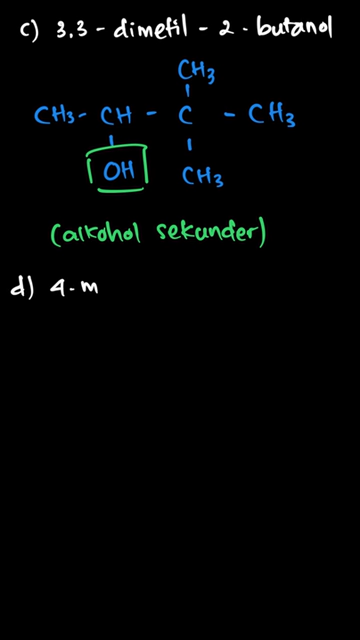 c) 3.3 - dimetil - 2 - butanol
CH3
CH3 - CH - C - CH3
OH CH3
(alkohol sekunder)
d) 4 - m